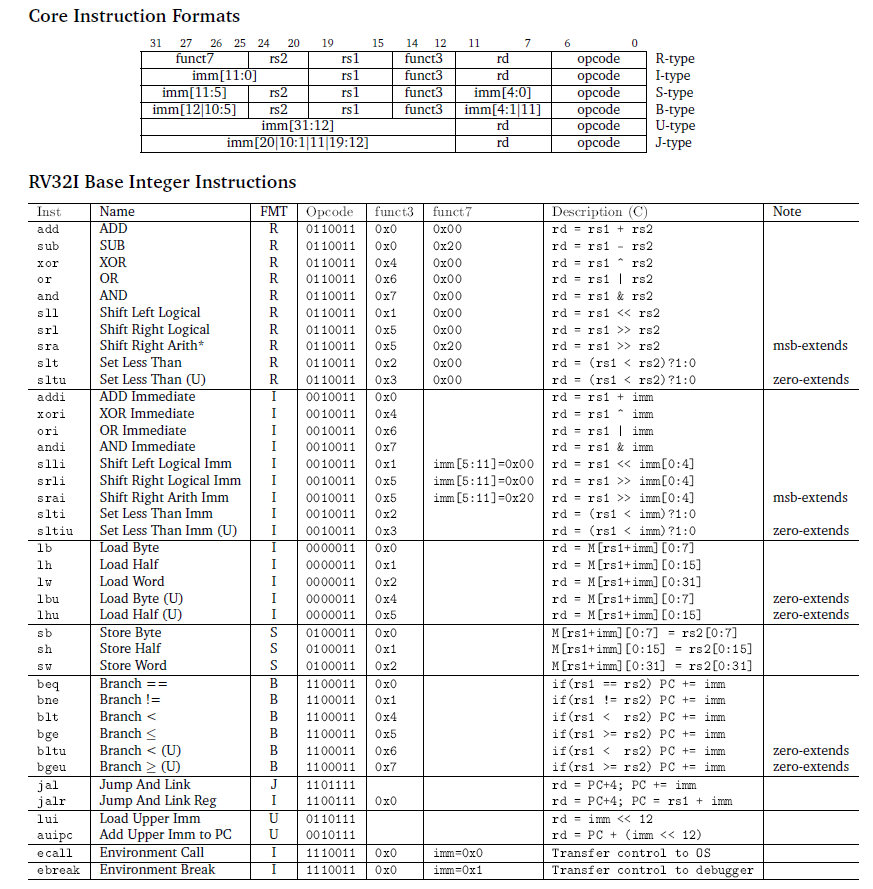 Core Instruction Formats
31 27 26 25 24 20 19 15 14 12 11 7 6 0
funct7 rs2 rs1 funct3 rd opcode R-type
imm[11:0] rs1 funct3 rd opcode I-type
imm[11:5] rs2 rs1 funct3 imm[4:0] opcode S-type
imm[12|10:5] rs2 rs1 funct3 imm[4:1|11] opcode B-type
imm[31:12] rd opcode U-type
imm[20|10:1|11|19:12] rd opcode J-type
RV32I Base Integer Instructions
Inst Name FMT Opcode funct3 funct7 Description (C) Note
add ADD R 0110011 0x0 0x00 rd = rs1 + rs2
sub SUB R 0110011 0x0 0x20 rd = rs1 - rs2
xor XOR R 0110011 0x4 0x00 rd = rs1 ^ rs2
or OR R 0110011 0x6 0x00 rd = rs1 | rs2
and AND R 0110011 0x7 0x00 rd = rs1 & rs2
sll Shift Left Logical R 0110011 0x1 0x00 rd = rs1 << rs2
srl Shift Right Logical R 0110011 0x5 0x00 rd = rs1 >> rs2
sra Shift Right Arith* R 0110011 0x5 0x20 rd = rs1 >> rs2 msb-extends
slt Set Less Than R 0110011 0x2 0x00 rd = (rs1 < rs2)?1:0
sltu Set Less Than (U) R 0110011 0x3 0x00 rd = (rs1 < rs2)?1:0 zero-extends
addi ADD Immediate I 0010011 0x0 rd = rs1 + imm
xori XOR Immediate I 0010011 0x4 rd = rs1 ^ imm
ori OR Immediate I 0010011 0x6 rd = rs1 | imm
andi AND Immediate I 0010011 0x7 rd = rs1 & imm
slli Shift Left Logical Imm I 0010011 0x1 imm[5:11]=0x00 rd = rs1 << imm[0:4]
srli Shift Right Logical Imm I 0010011 0x5 imm[5:11]=0x00 rd = rs1 >> imm[0:4]
srai Shift Right Arith Imm I 0010011 0x5 imm[5:11]=0x20 rd = rs1 >> imm[0:4] msb-extends
slti Set Less Than Imm I 0010011 0x2 rd = (rs1 < imm)?1:0
sltiu Set Less Than Imm (U) I 0010011 0x3 rd = (rs1 < imm)?1:0 zero-extends
lb Load Byte I 0000011 0x0 rd = M[rs1+imm][0:7]
lh Load Half I 0000011 0x1 rd = M[rs1+imm][0:15]
lw Load Word I 0000011 0x2 rd = M[rs1+imm][0:31]
lbu Load Byte (U) I 0000011 0x4 rd = M[rs1+imm][0:7] zero-extends
lhu Load Half (U) I 0000011 0x5 rd = M[rs1+imm][0:15] zero-extends
sb Store Byte S 0100011 0x0 M[rs1+imm][0:7] = rs2[0:7]
sh Store Half S 0100011 0x1 M[rs1+imm][0:15] = rs2[0:15]
sw Store Word S 0100011 0x2 M[rs1+imm][0:31] = rs2[0:31]
beq Branch == B 1100011 0x0 if(rs1 == rs2) PC += imm
bne Branch != B 1100011 0x1 if(rs1 != rs2) PC += imm
blt Branch < B 1100011 0x4 if(rs1 < rs2) PC += imm
bge Branch ≤ B 1100011 0x5 if(rs1 >= rs2) PC += imm
bltu Branch < (U) B 1100011 0x6 if(rs1 < rs2) PC += imm zero-extends
bgeu Branch ≥ (U) B 1100011 0x7 if(rs1 >= rs2) PC += imm zero-extends
jal Jump And Link J 1101111 rd = PC+4; PC += imm
jalr Jump And Link Reg I 1100111 0x0 rd = PC+4; PC = rs1 + imm
lui Load Upper Imm U 0110111 rd = imm << 12
auipc Add Upper Imm to PC U 0010111 rd = PC + (imm << 12)
ecall Environment Call I 1110011 0x0 imm=0x0 Transfer control to OS
ebreak Environment Break I 1110011 0x0 imm=0x1 Transfer control to debugger